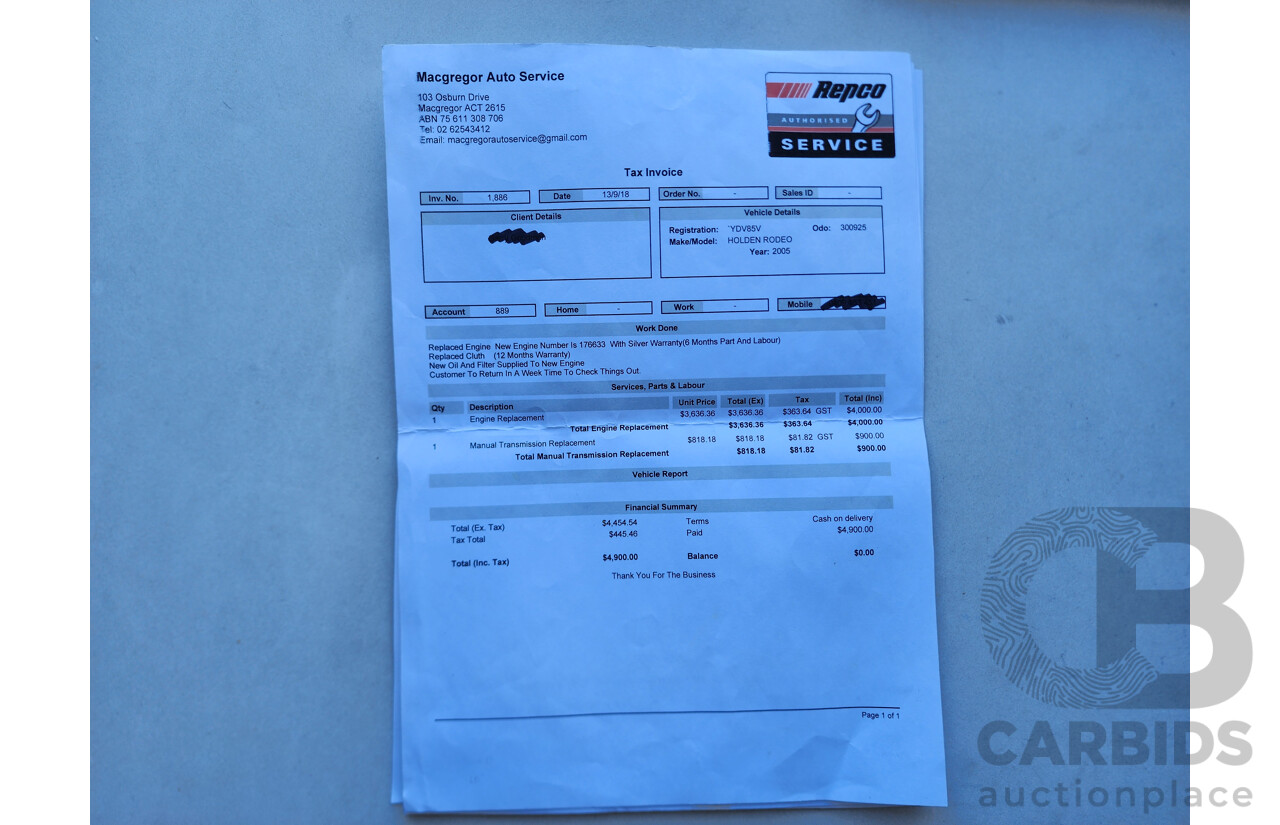 Macgregor Auto Service
103 Osburn Drive
Macgregor ACT 2615
ABN 75 611 308 706
Tel: 02 62543412
Email: macgregorautoservice@gmail.com
Repco
AUTHORISED
SERVICE
Tax Invoice
Inv. No. 1,886 Date 13/9/18 Order No. - Sales ID -
Client Details
Vehicle Details
Registration: 'YDV85V Odo: 300925
Make/Model: HOLDEN RODEO
Year: 2005
Account 889 Home - Work - Mobile
Work Done
Replaced Engine New Engine Number Is 176633 With Silver Warranty(6 Months Part And Labour)
Replaced Cluth (12 Months Warranty)
New Oil And Filter Supplied To New Engine
Customer To Return In A Week Time To Check Things Out.
Services, Parts & Labour
Qty Description Unit Price Total (Ex) Tax Total (Inc)
1 Engine Replacement $3,636.36 $3,636.36 $363.64 GST $4,000.00
Total Engine Replacement $3,636.36 $363.64 $4,000.00
1 Manual Transmission Replacement $818.18 $818.18 $81.82 GST $900.00
Total Manual Transmission Replacement $818.18 $81.82 $900.00
Vehicle Report
Financial Summary
Total (Ex. Tax) $4,454.54 Terms Cash on delivery
Tax Total $445.46 Paid $4,900.00
Total (Inc. Tax) $4,900.00 Balance $0.00
Thank You For The Business
Page 1 of 1
CB
CARBIDS
auctionplace